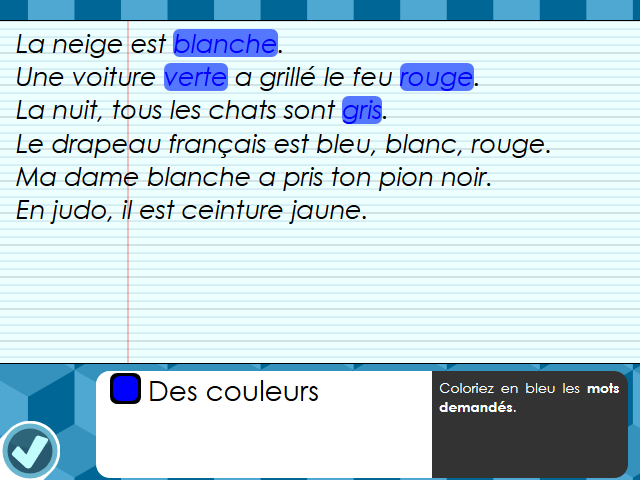 La neige est blanche.
Une voiture verte a grillé le feu rouge.
La nuit, tous les chats sont gris.
Le drapeau français est bleu, blanc, rouge.
Ma dame blanche a pris ton pion noir.
En judo, il est ceinture jaune.
Des couleurs
Coloriez en bleu les mots
demandés.